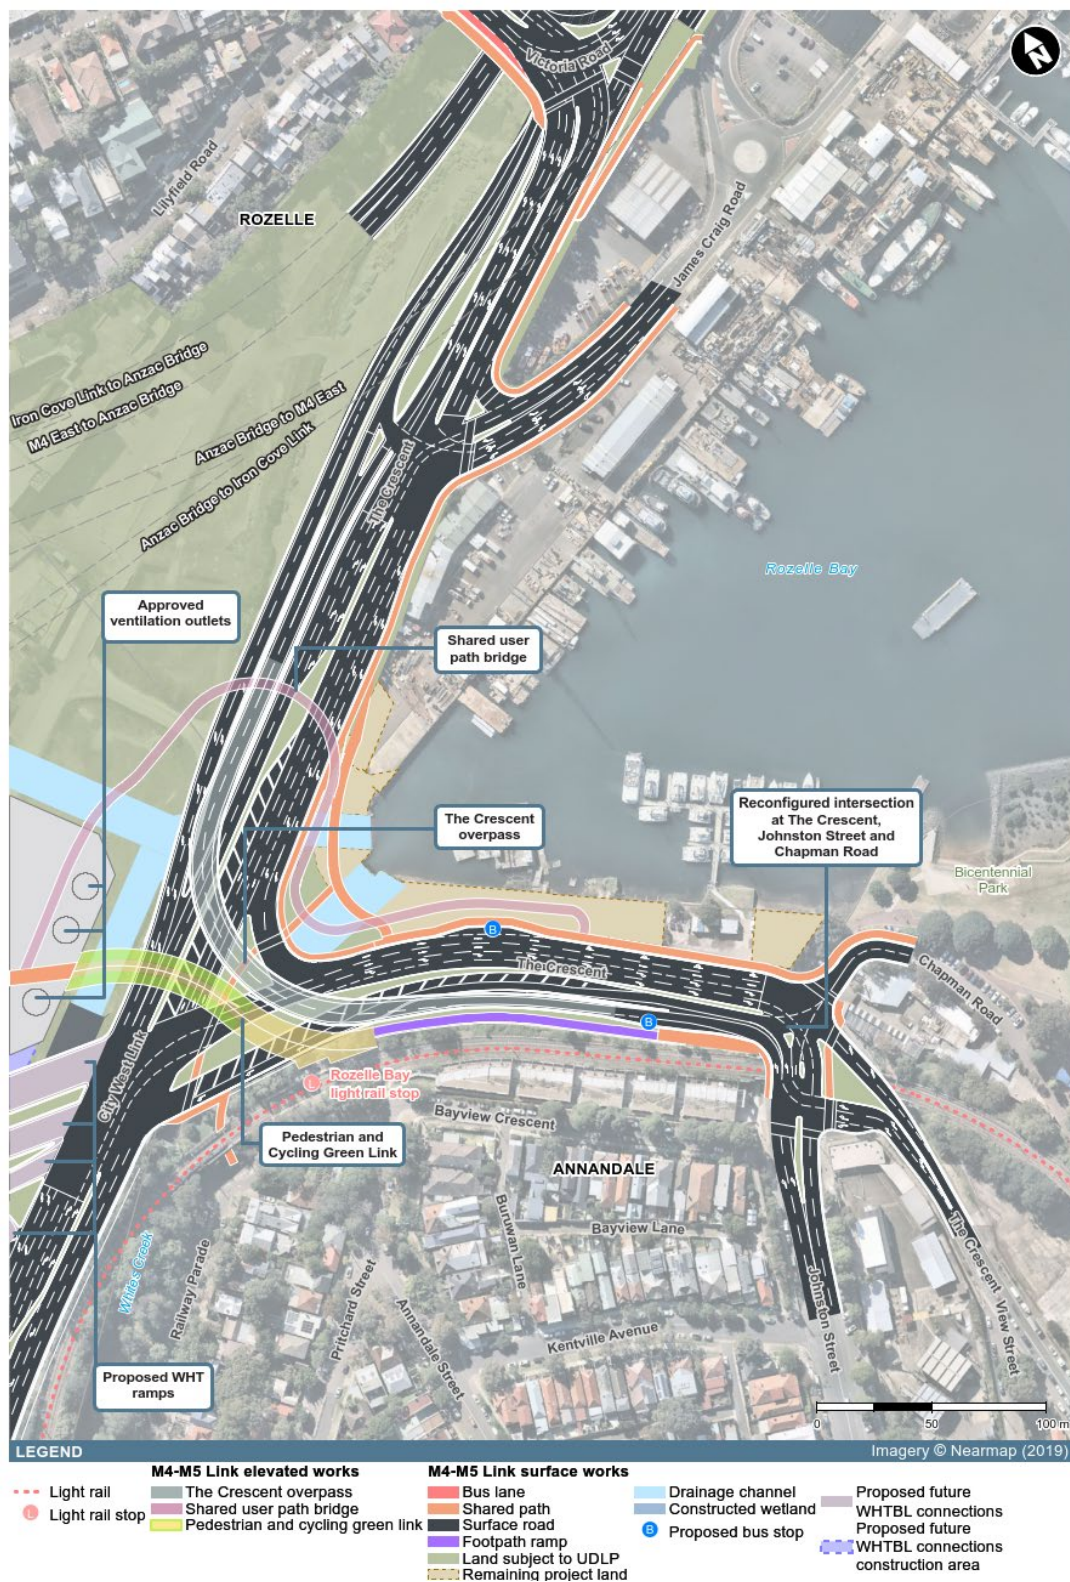 Victoria Road
N
Lilyfield Road
ROZELLE
James Craig Road
Iron Cove Link to Anzac Bridge
M4 East to Anzac Bridge
Anzac Bridge to M4 East
Anzac Bridge to Iron Cove Link
The Crescent
Rozelle Bay
Approved
ventilation outlets
Shared user
path bridge
The Crescent
overpass
Reconfigured intersection
at The Crescent,
Johnston Street and
Chapman Road
Bicentennial
Park
B
The Crescent
Chapman Road
B
City West Link
L
Rozelle Bay
light rail stop
Bayview Crescent
Pedestrian and
Cycling Green Link
ANNANDALE
Bayview Lane
Buruwan Lane
White's Creek
Railway Parade
Pritchard Street
Annandale Street
Kentville Avenue
Johnston Street
The Crescent
View Street
Proposed WHT
ramps
0 50 100 m
LEGEND
Imagery © Nearmap (2019)
Light rail
L Light rail stop
M4-M5 Link elevated works
The Crescent overpass
Shared user path bridge
Pedestrian and cycling green link
M4-M5 Link surface works
Bus lane
Shared path
Surface road
Footpath ramp
Land subject to UDLP
Remaining project land
Drainage channel
Constructed wetland
B Proposed bus stop
Proposed future
WHTBL connections
Proposed future
WHTBL connections
construction area